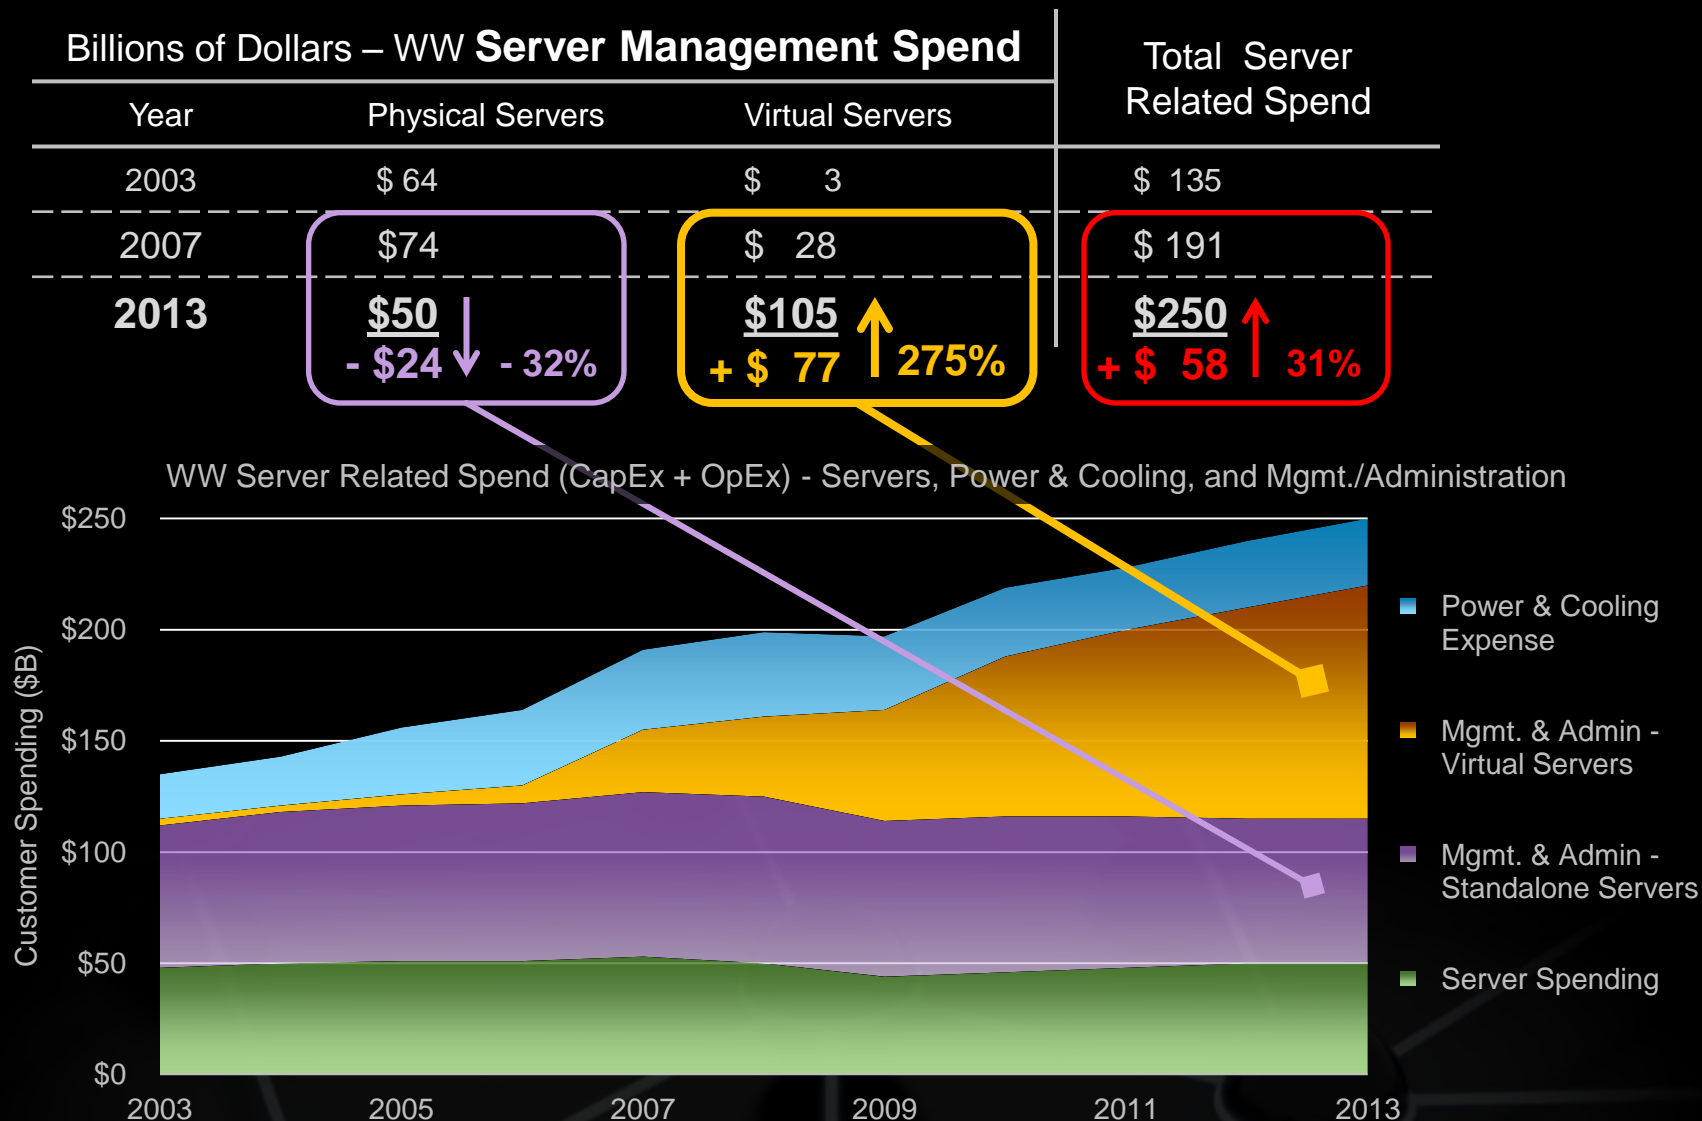 Billions of Dollars – WW Server Management Spend
Total Server
Related Spend
Year Physical Servers Virtual Servers
2003 $ 64 $ 3 $ 135
2007 $74 $ 28 $ 191
2013 $50 $105 $250
- $24 - 32% + $ 77 275% + $ 58 31%
WW Server Related Spend (CapEx + OpEx) - Servers, Power & Cooling, and Mgmt./Administration
Customer Spending ($B)
$250
$200
$150
$100
$50
$0
2003 2005 2007 2009 2011 2013
Power & Cooling
Expense
Mgmt. & Admin -
Virtual Servers
Mgmt. & Admin -
Standalone Servers
Server Spending